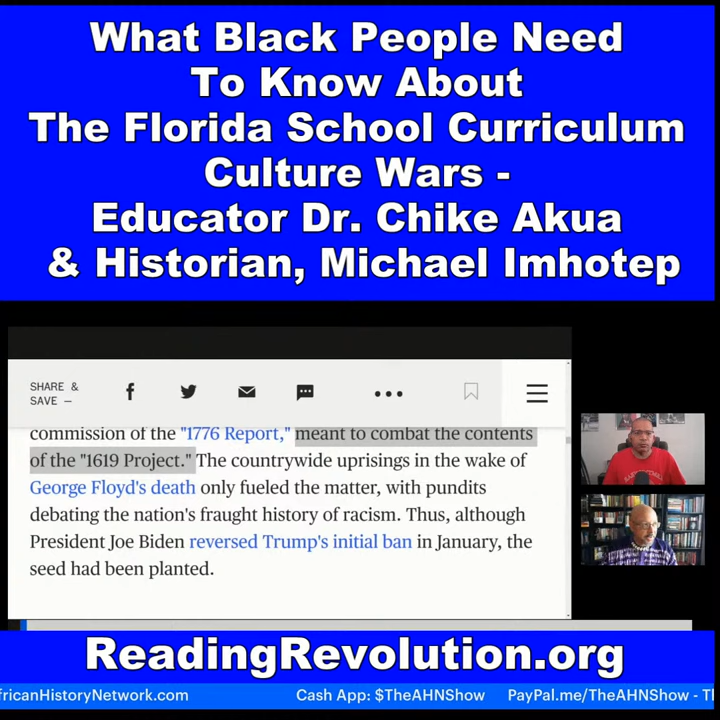 What Black People Need
To Know About
The Florida School Curriculum
Culture Wars -
Educator Dr. Chike Akua
& Historian, Michael Imhotep
SHARE &
SAVE —
commission of the "1776 Report," meant to combat the contents
of the "1619 Project." The countrywide uprisings in the wake of
George Floyd's death only fueled the matter, with pundits
debating the nation's fraught history of racism. Thus, although
President Joe Biden reversed Trump's initial ban in January, the
seed had been planted.
ReadingRevolution.org
fricanHistoryNetwork.com Cash App: $TheAHNShow PayPal.me/TheAHNShow - Th